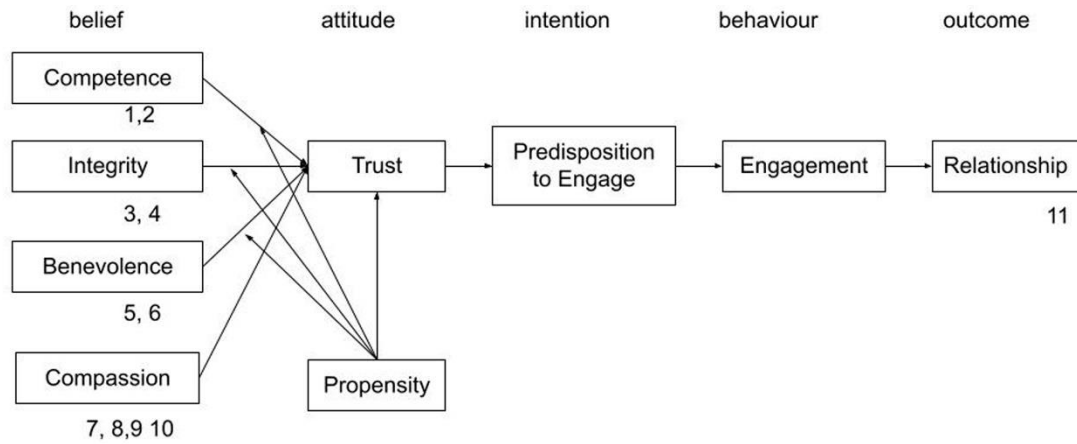 belief attitude intention behaviour outcome
Competence
1,2
Integrity
Trust
Predisposition
to Engage
Engagement
Relationship
3, 4
11
Benevolence
5, 6
Compassion
Propensity
7, 8,9 10